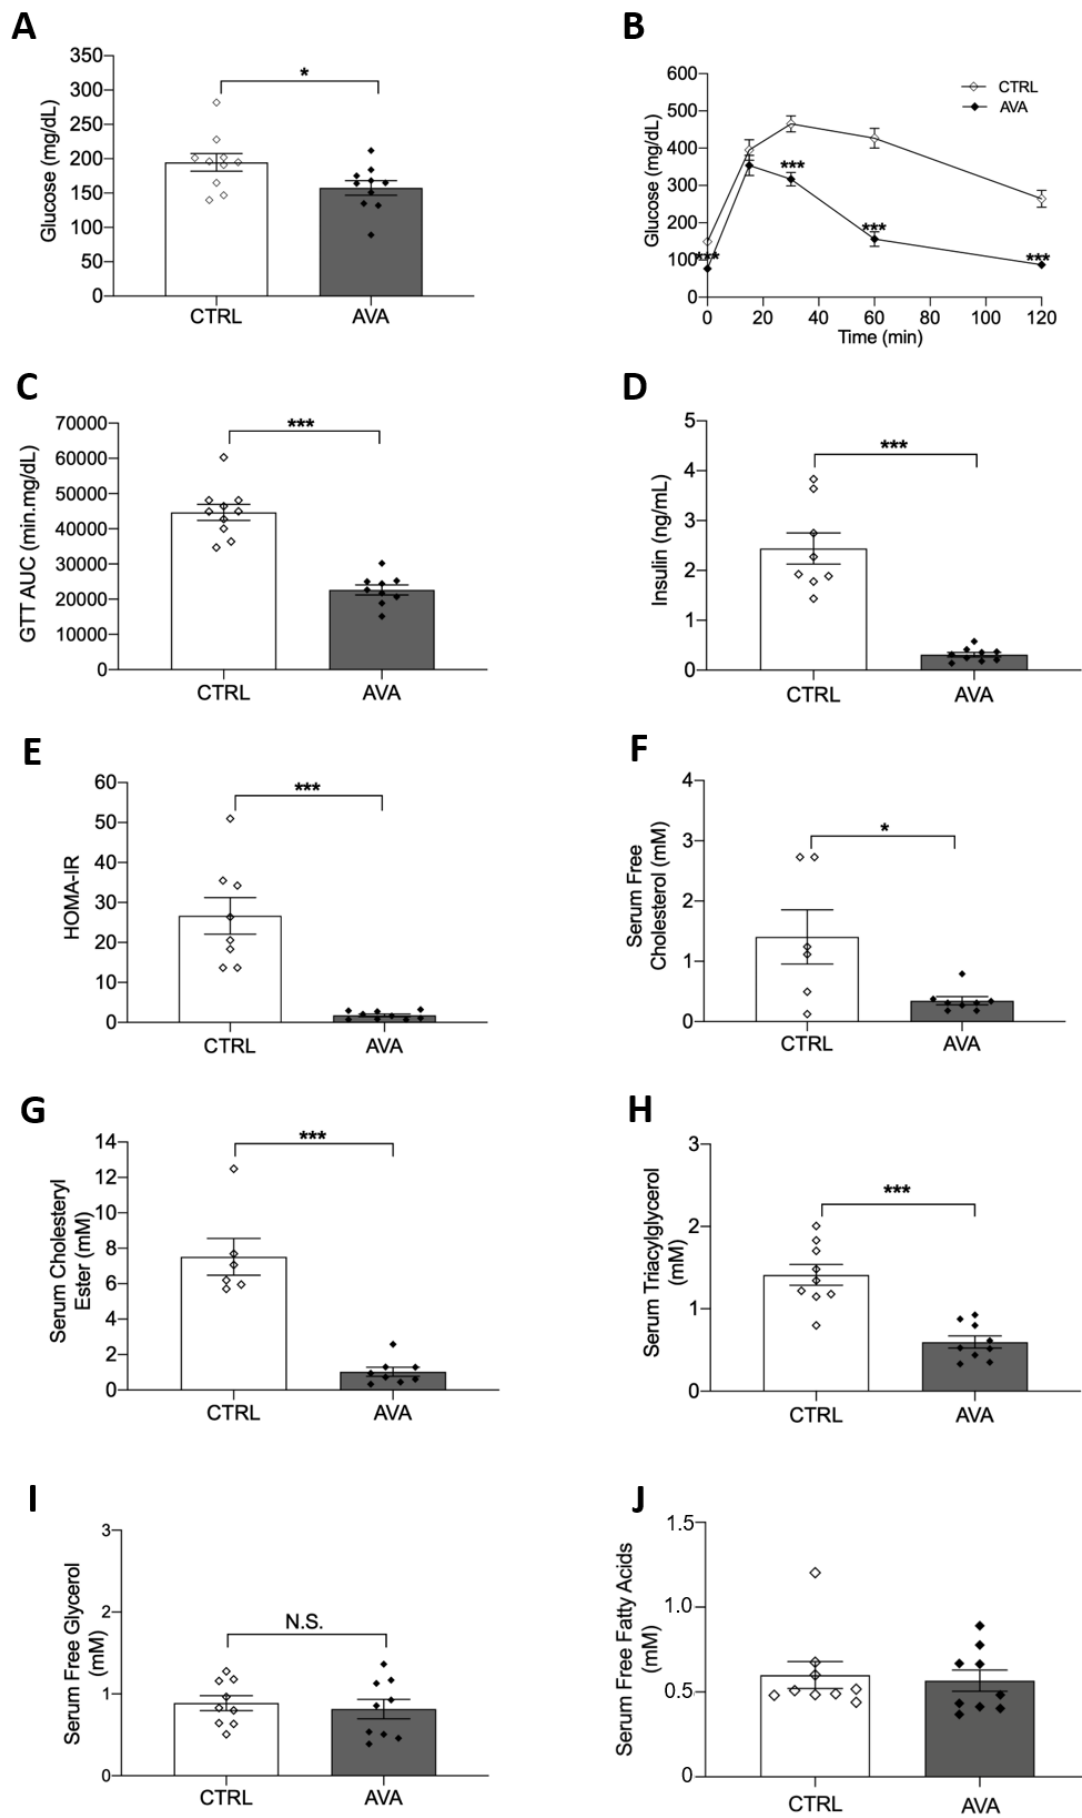 A
Glucose (mg/dL)
350
300
250
200
150
100
50
0
*
CTRL
AVA
B
Glucose (mg/dL)
600
500
400
300
200
100
0
CTRL
AVA
***
***
***
***
0
20
40
60
80
100
120
Time (min)
C
GTT AUC (min.mg/dL)
70000
60000
50000
40000
30000
20000
10000
0
***
CTRL
AVA
D
Insulin (ng/mL)
5
4
3
2
1
0
***
CTRL
AVA
E
HOMA-IR
60
50
40
30
20
10
0
***
CTRL
AVA
F
Serum Free
Cholesterol (mM)
4
3
2
1
0
*
CTRL
AVA
G
Serum Cholesteryl
Ester (mM)
14
12
10
8
6
4
2
0
***
CTRL
AVA
H
Serum Triacylglycerol
(mM)
3
2
1
0
***
CTRL
AVA
I
Serum Free Glycerol
(mM)
3
2
1
0
N.S.
CTRL
AVA
J
Serum Free Fatty Acids
(mM)
1.5
1.0
0.5
0
CTRL
AVA